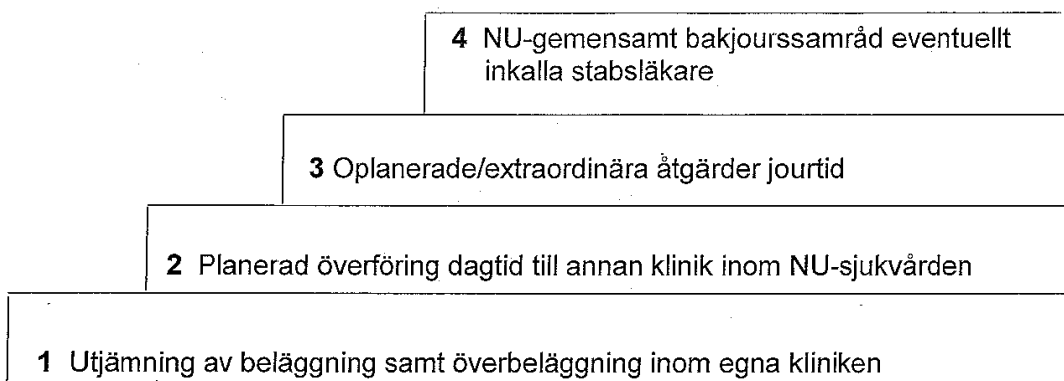 4 NU-gemensamt bakjourssamråd eventuellt
inkalla stabsläkare
3 Oplanerade/extraordinära åtgärder jourtid
2 Planerad överföring dagtid till annan klinik inom NU-sjukvården
1 Utjämning av beläggning samt överbeläggning inom egna kliniken